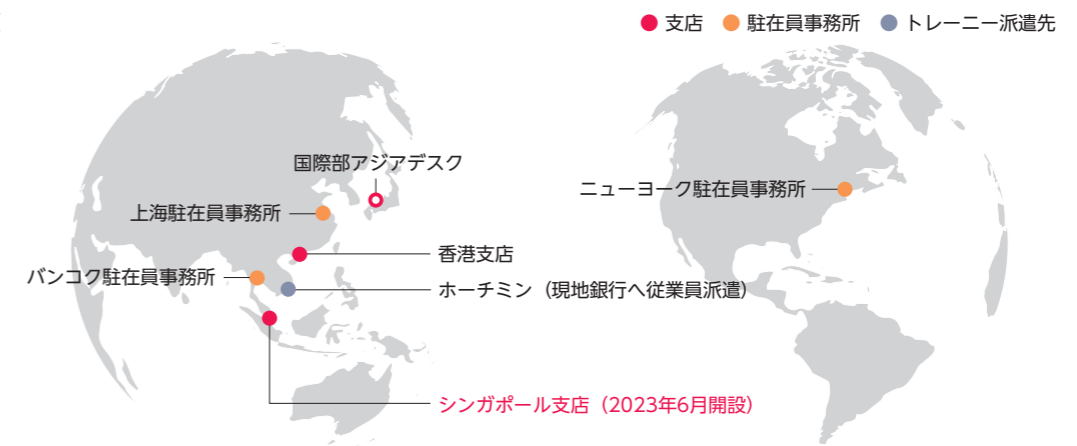 支店 駐在員事務所 トレーニー派遣先
国際部アジアデスク
ニューヨーク駐在員事務所
上海駐在員事務所
香港支店
バンコク駐在員事務所
ホーチミン（現地銀行へ従業員派遣）
シンガポール支店（2023年6月開設）